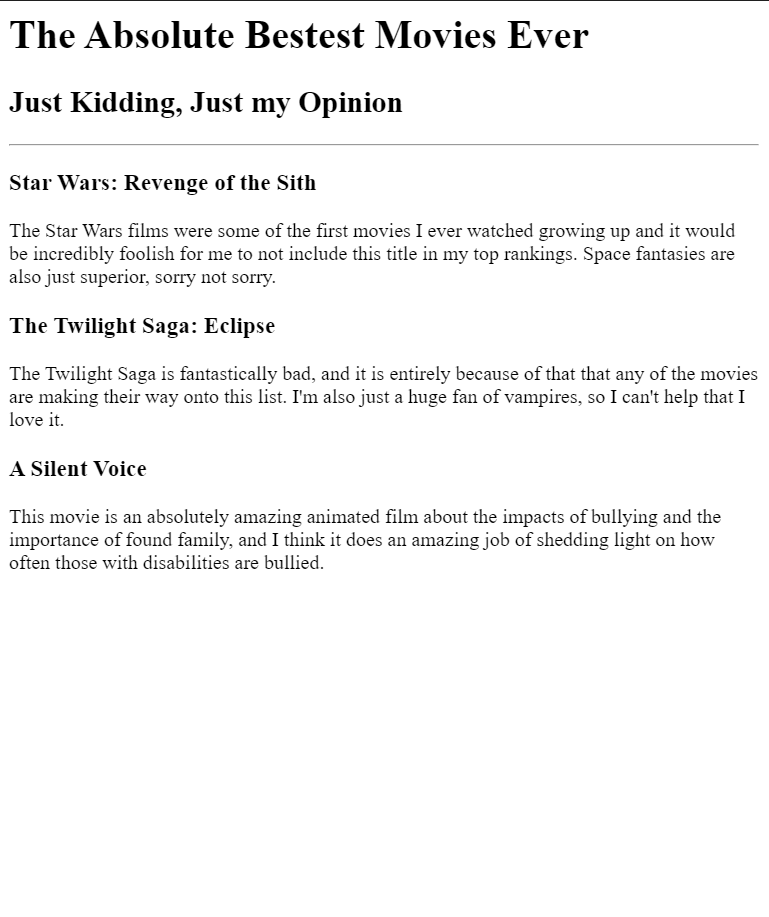 The Absolute Bestest Movies Ever
Just Kidding, Just my Opinion
Star Wars: Revenge of the Sith
The Star Wars films were some of the first movies I ever watched growing up and it would
be incredibly foolish for me to not include this title in my top rankings. Space fantasies are
also just superior, sorry not sorry.
The Twilight Saga: Eclipse
The Twilight Saga is fantastically bad, and it is entirely because of that that any of the movies
are making their way onto this list. I'm also just a huge fan of vampires, so I can't help that I
love it.
A Silent Voice
This movie is an absolutely amazing animated film about the impacts of bullying and the
importance of found family, and I think it does an amazing job of shedding light on how
often those with disabilities are bullied.